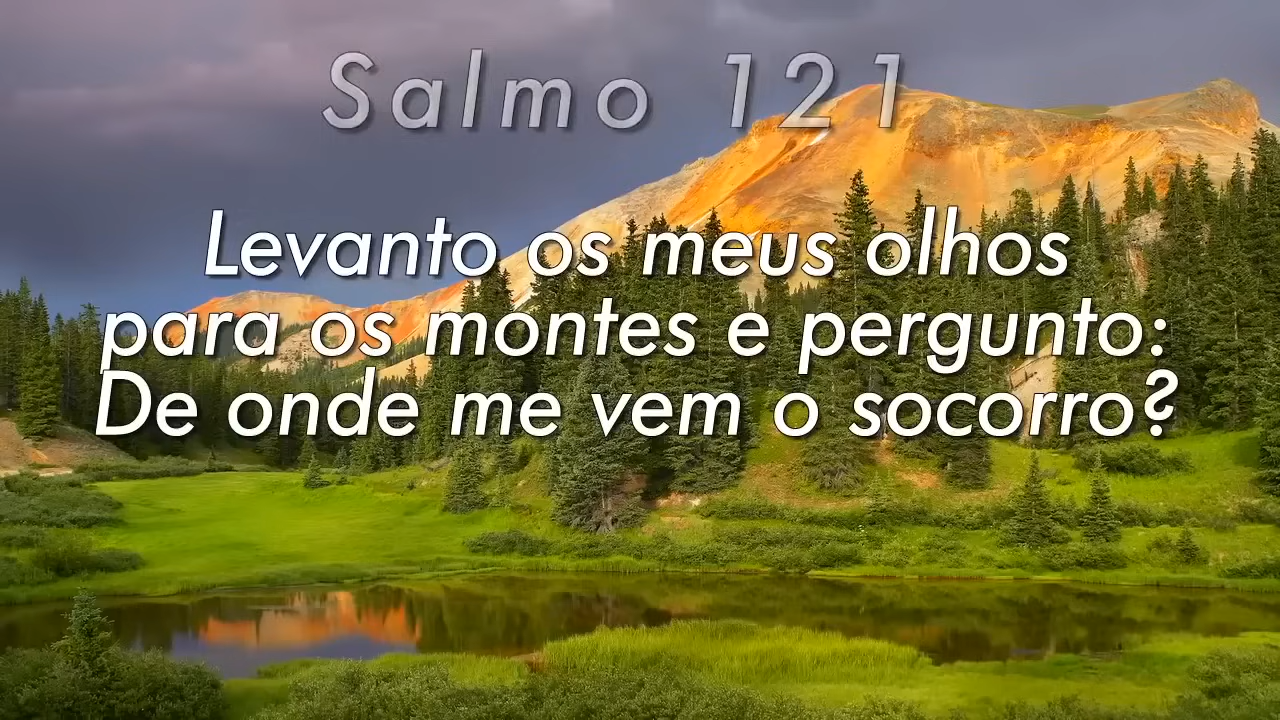 Salmo 121
Levanto os meus olhos
para os montes e pergunto:
De onde me vem o socorro?